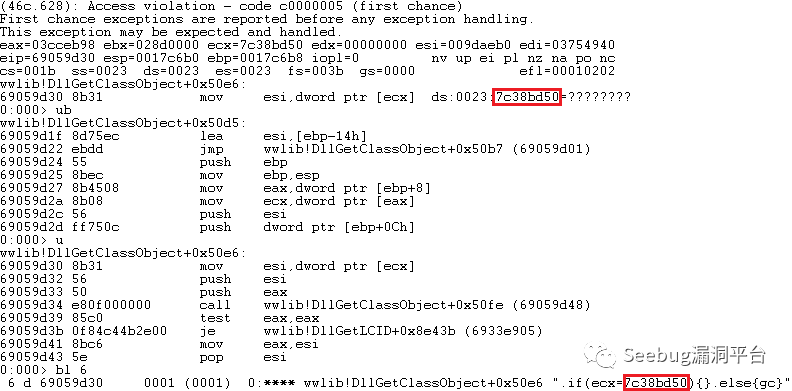 (46c.628): Access violation - code c0000005 (first chance)
First chance exceptions are reported before any exception handling.
This exception may be expected and handled.
eax=03cceb98 ebx=028d0000 ecx=7c38bd50 edx=00000000 esi=009daeb0 edi=03754940
eip=69059d30 esp=0017c6b0 ebp=0017c6b8 iopl=0 nv up ei pl nz na po nc
cs=001b ss=0023 ds=0023 es=0023 fs=003b gs=0000 efl=00010202
wwlib!DllGetClassObject+0x50e6:
69059d30 8b31 mov esi,dword ptr [ecx] ds:0023:7c38bd50=????????
0:000> ub
wwlib!DllGetClassObject+0x50d5:
69059d1f 8d75ec lea esi,[ebp-14h]
69059d22 ebdd jmp wwlib!DllGetClassObject+0x50b7 (69059d01)
69059d24 55 push ebp
69059d25 8bec mov ebp,esp
69059d27 8b4508 mov eax,dword ptr [ebp+8]
69059d2a 8b08 mov ecx,dword ptr [eax]
69059d2c 56 push esi
69059d2d ff750c push dword ptr [ebp+0Ch]
0:000> u
wwlib!DllGetClassObject+0x50e6:
69059d30 8b31 mov esi,dword ptr [ecx]
69059d32 56 push esi
69059d33 50 push eax
69059d34 e80f000000 call wwlib!DllGetClassObject+0x50fe (69059d48)
69059d39 85c0 test eax,eax
69059d3b 0f84c44b2e00 je wwlib!DllGetLCID+0x8e43b (6933e905)
69059d41 8bc6 mov eax,esi
69059d43 5e pop esi
0:000> bl 6
6 d 69059d30 0001 (0001) 0:**** wwlib!DllGetClassObject+0x50e6 ".if(ecx=7c38bd50){}.else{gc}"
Seebug漏洞平台